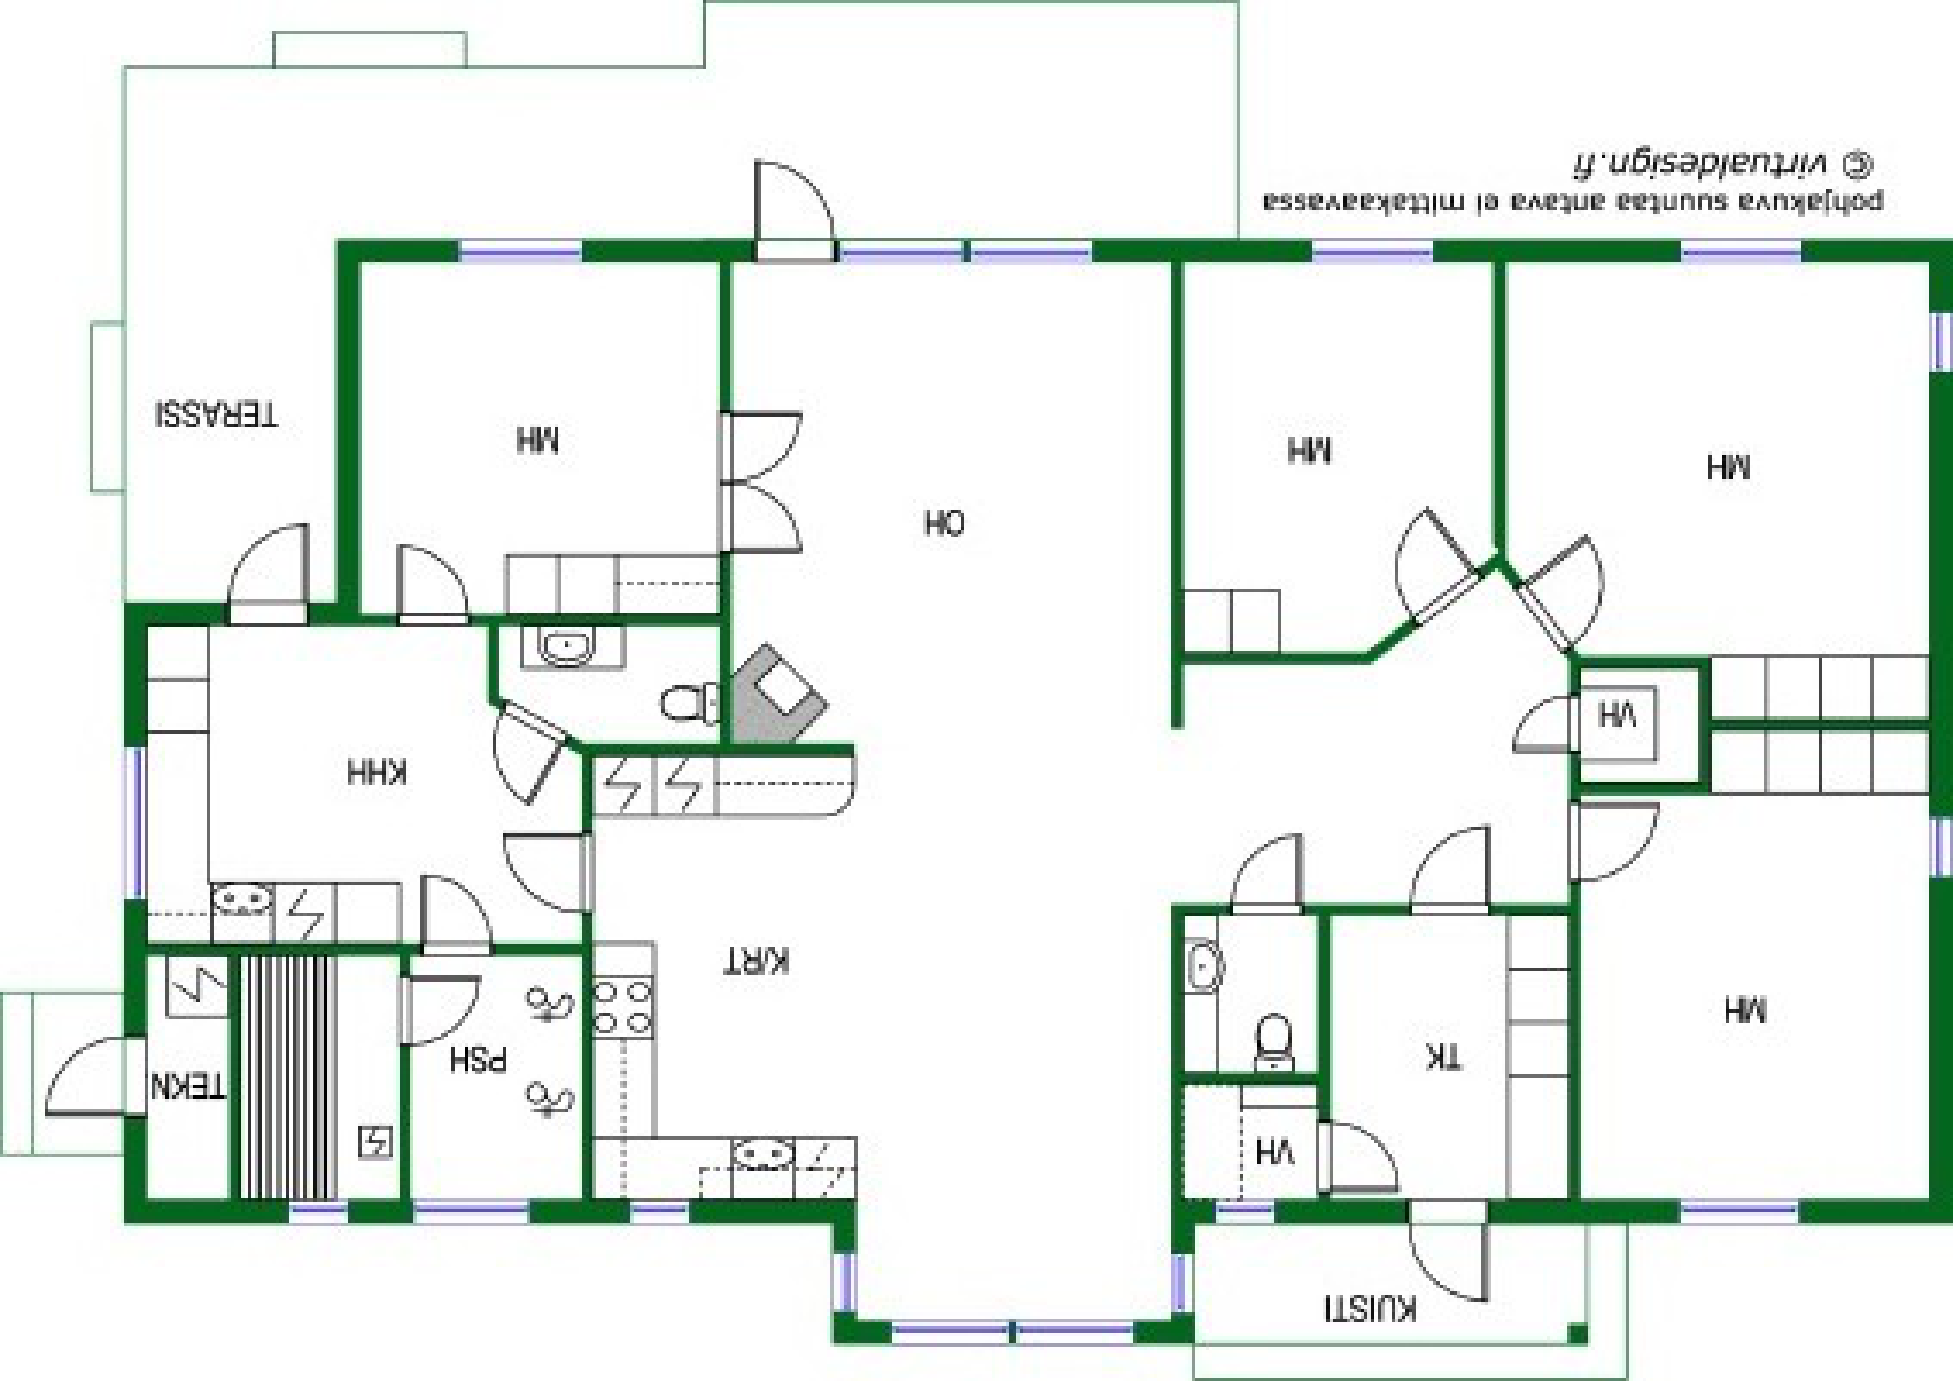 pohjakuva suuntaa antava ei mittakaavassa
© virtualdesign.fi
KUISTI
MH
TK
VH
K/RT
PSH
TEKN
VH
KHH
MH
MH
OH
MH
TERASSI